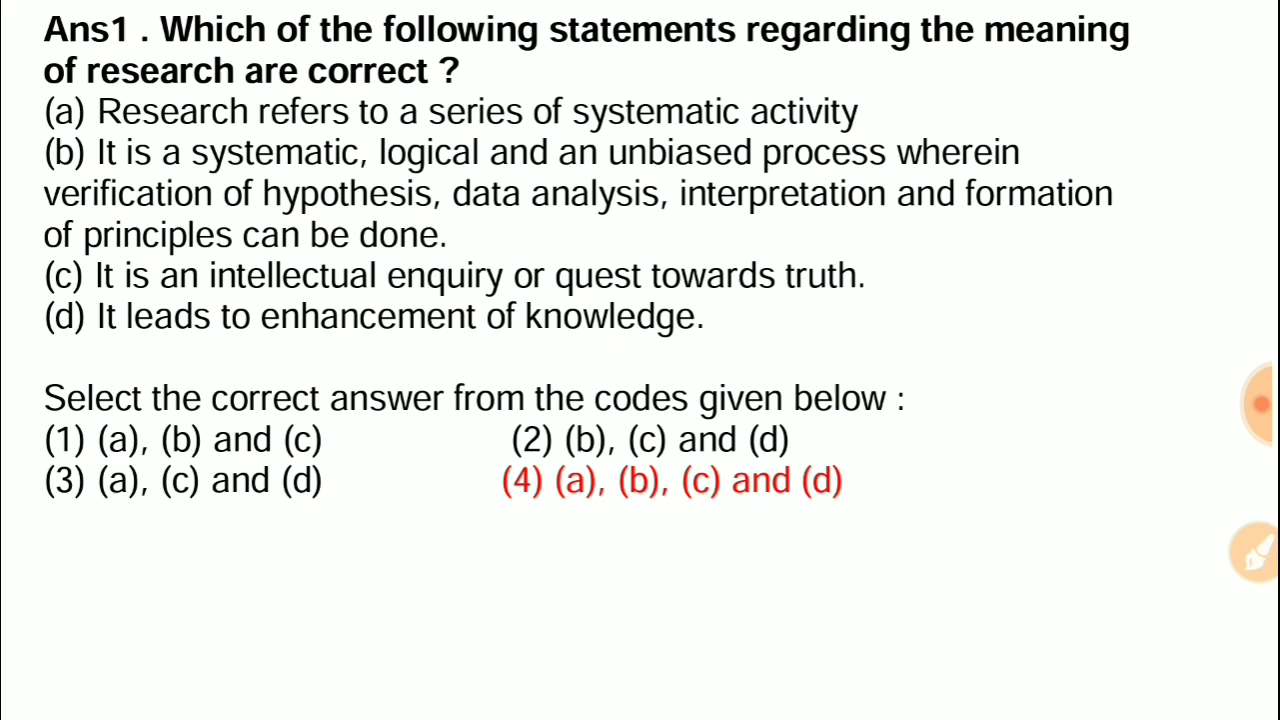 Ans1 . Which of the following statements regarding the meaning
of research are correct ?
(a) Research refers to a series of systematic activity
(b) It is a systematic, logical and an unbiased process wherein
verification of hypothesis, data analysis, interpretation and formation
of principles can be done.
(c) It is an intellectual enquiry or quest towards truth.
(d) It leads to enhancement of knowledge.
Select the correct answer from the codes given below :
(1) (a), (b) and (c) (2) (b), (c) and (d)
(3) (a), (c) and (d) (4) (a), (b), (c) and (d)